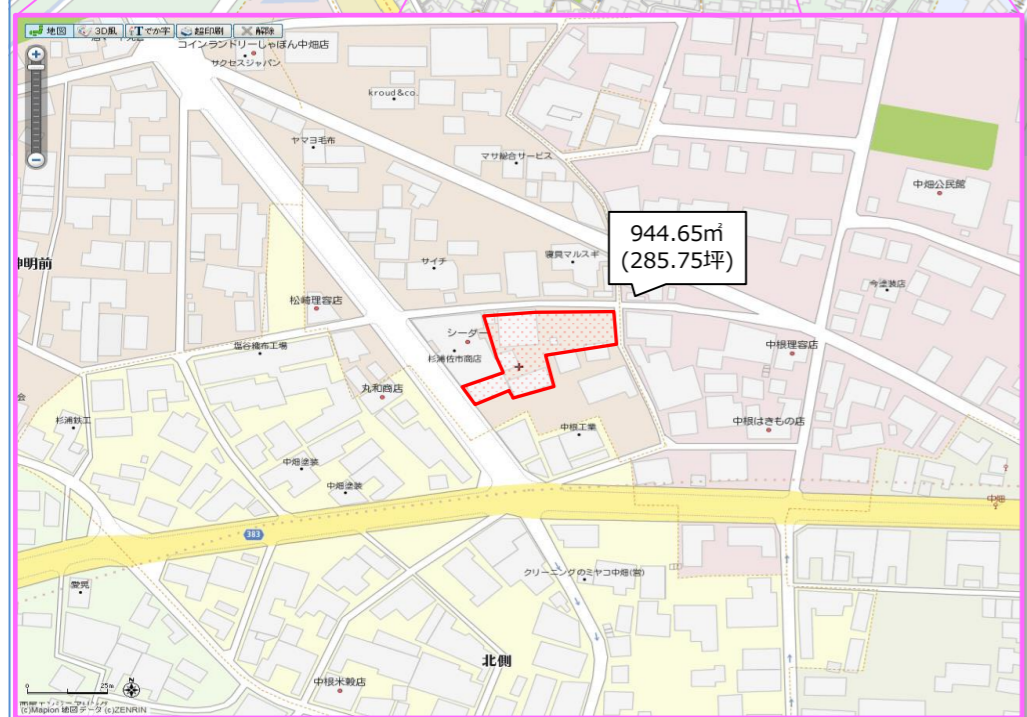 地図
3D風
Tでか字
超印刷
解除
コインランドリーしゃぼん中畑店
サクセスジャパン
kroud&co.
ヤマヨ毛布
マサ総合サービス
中畑公民館
944.65㎡
(285.75坪)
サイチ
寝具マルスギ
今塗装店
松崎理容店
シーダー
杉浦佐市商店
塩谷織布工場
中根理容店
丸和商店
杉浦鉄工
中根工業
中根はきもの店
中畑塗装
中畑塗装
中畑
383
クリーニングのミヤコ中畑(営)
愛晃
北側
中根米穀店
0
25m
(c)Mapion 地図データ (c)ZENRIN